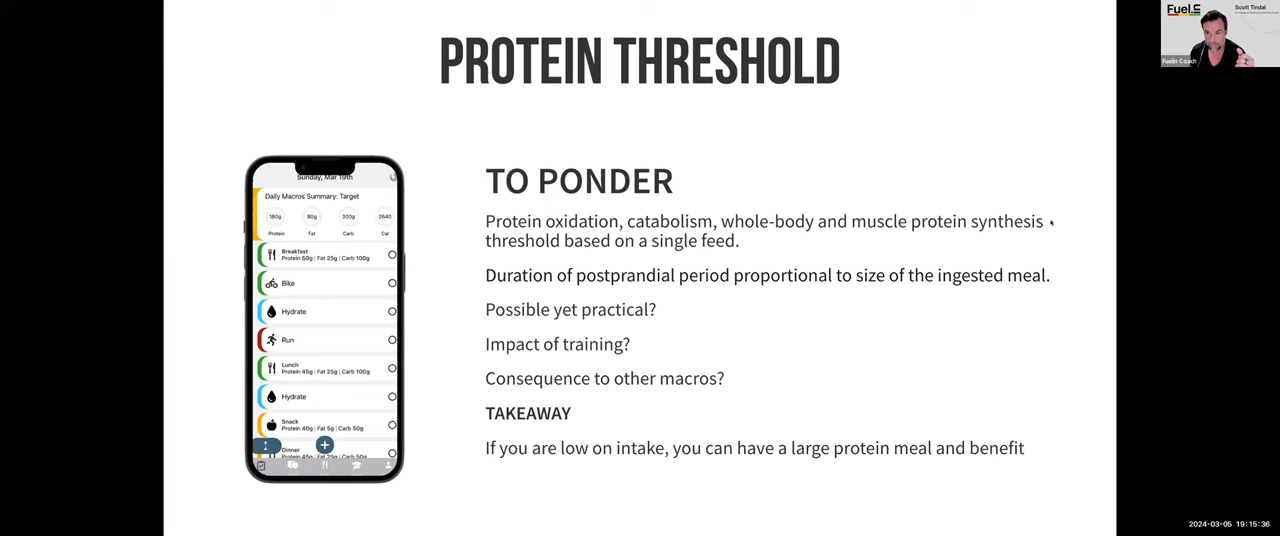 PROTEIN THRESHOLD
Fuel.in
Scott Tindal
Fuelin Coach
Sunday, Mar 19th
Daily Macros Summary: Target
180g
80g
300g
2640
Protein
Fat
Carb
Cal
Breakfast
Protein 50g | Fat 25g | Carb 100g
Bike
Hydrate
Run
Lunch
Protein 45g | Fat 25g | Carb 100g
Hydrate
Snack
Protein 40g | Fat 5g | Carb 50g
Dinner
Protein 45g | Fat 25g | Carb 50g
TO PONDER
Protein oxidation, catabolism, whole-body and muscle protein synthesis
threshold based on a single feed.
Duration of postprandial period proportional to size of the ingested meal.
Possible yet practical?
Impact of training?
Consequence to other macros?
TAKEAWAY
If you are low on intake, you can have a large protein meal and benefit
2024-03-05 19:15:36